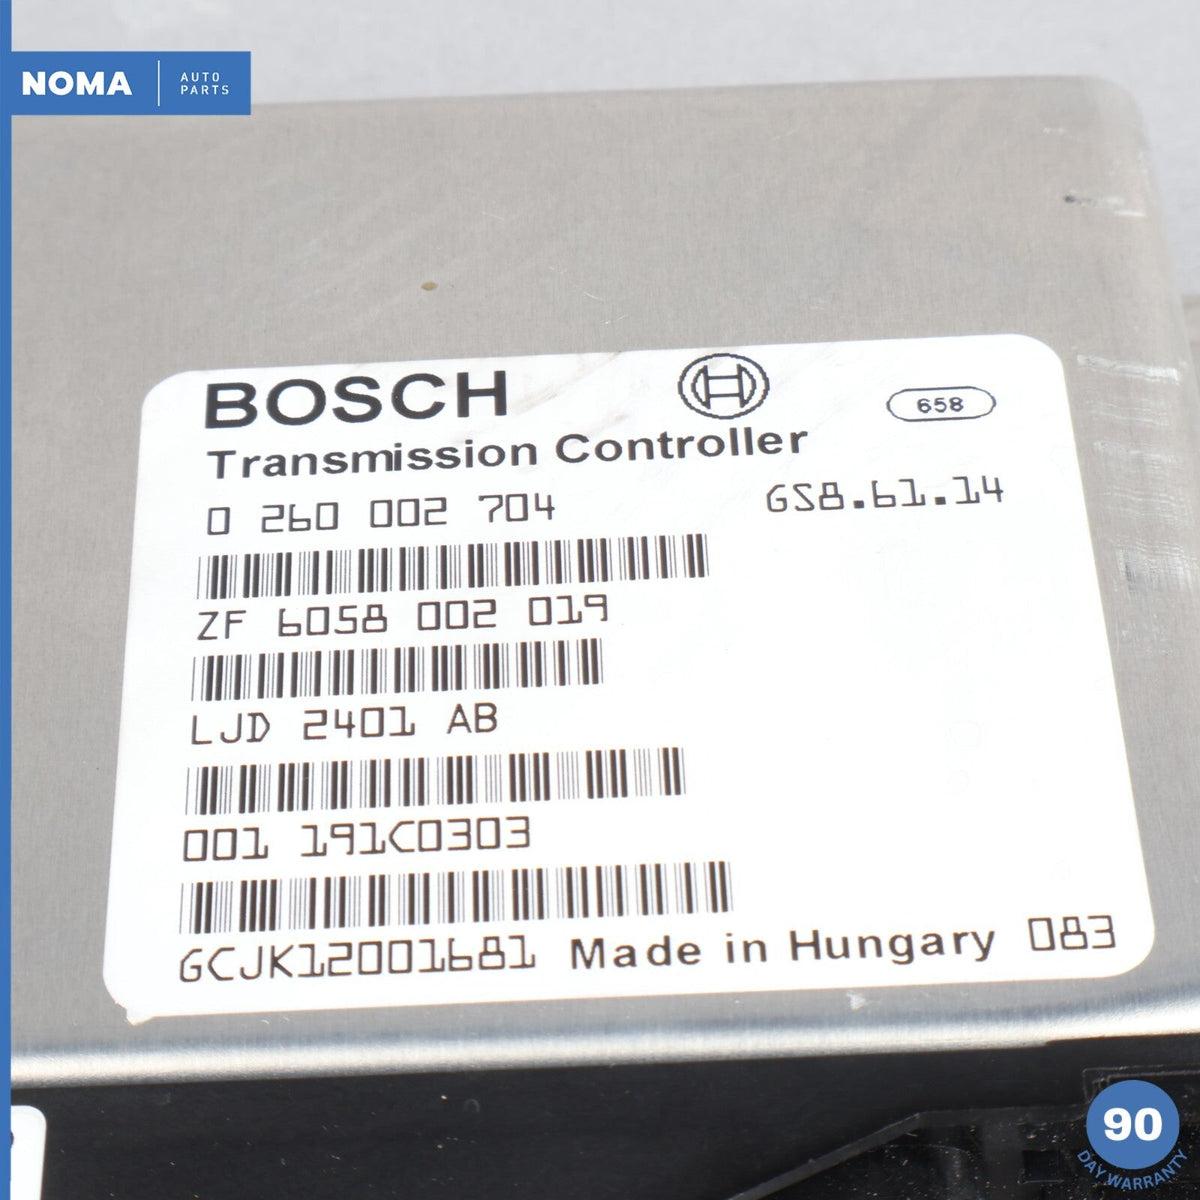 NOMA AUTO PARTS
BOSCH
658
Transmission Controller
0 260 002 704 GS8.61.14
ZF 6058 002 019
LJD 2401 AB
001 191C0303
GCJK12001681 Made in Hungary 083
90
DAY WARRANTY